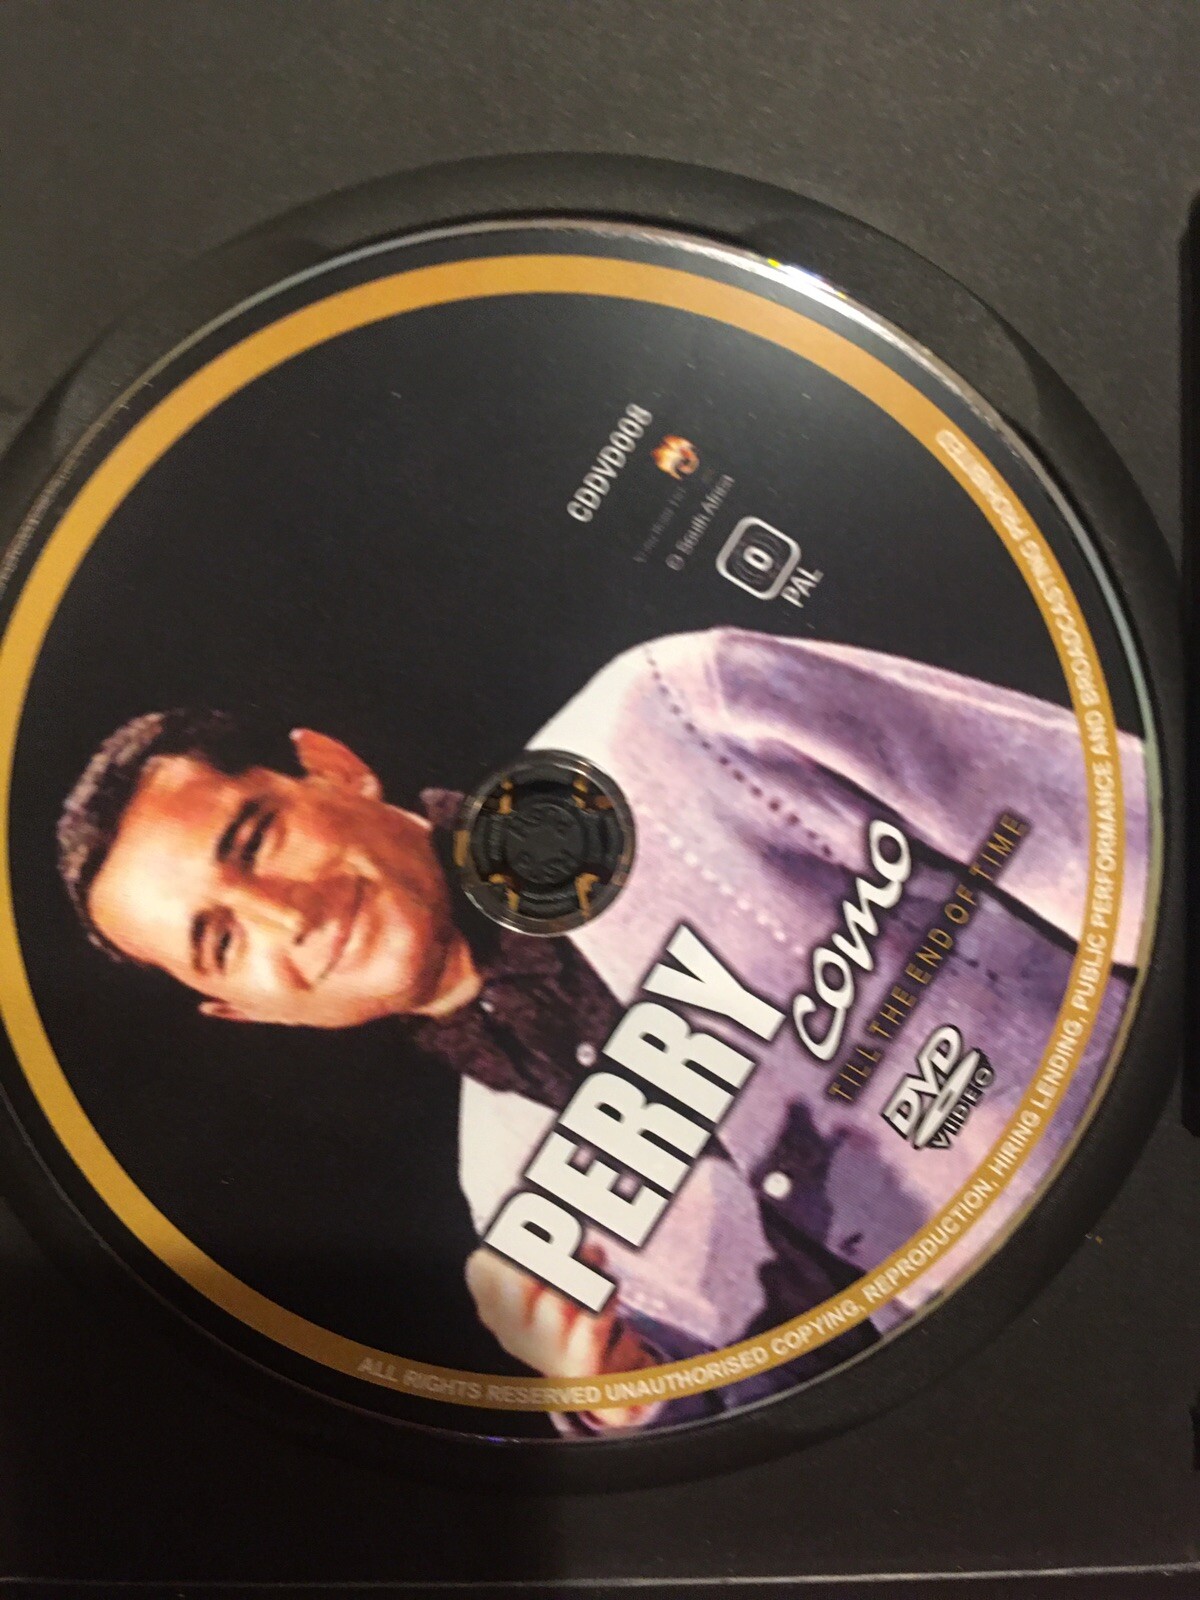 CDDVD008
© South Africa
0
PAL
PERRY
como
TILL THE END OF TIME
DVD
VIDEO
ALL RIGHTS RESERVED UNAUTHORISED COPYING, REPRODUCTION, HIRING LENDING, PUBLIC PERFORMANCE AND BROADCASTING PROHIBITED